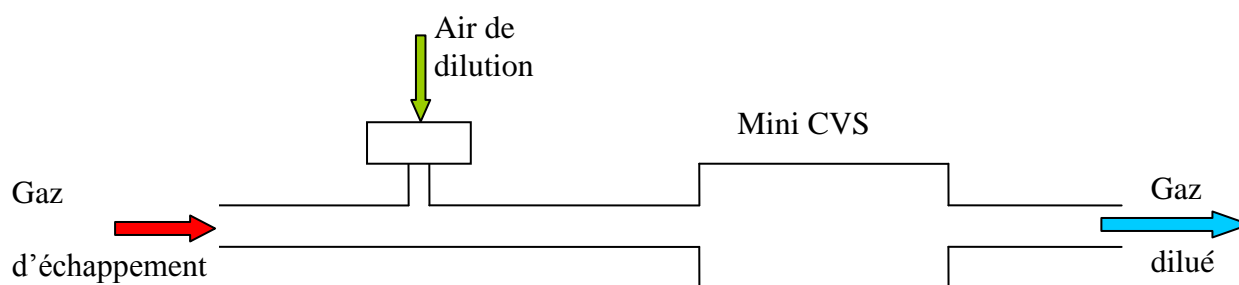 Air de
dilution
Mini CVS
Gaz
d’échappement
Gaz
dilué